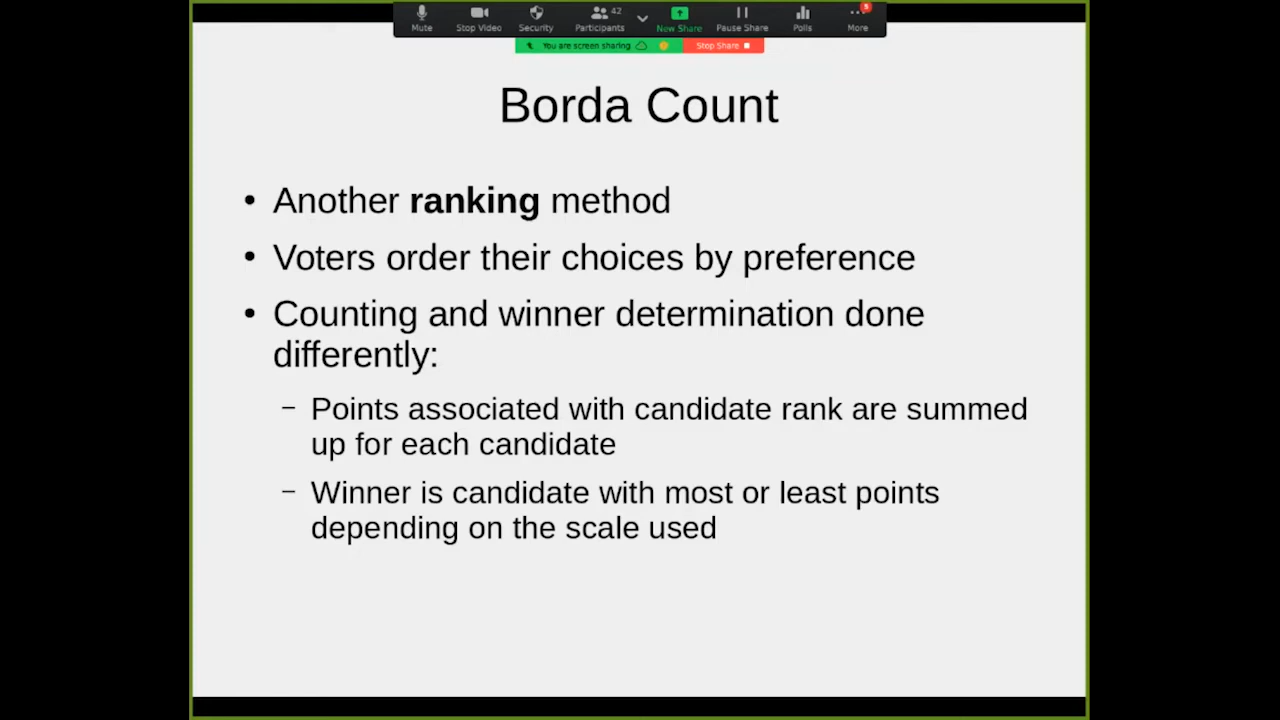 42
5
Mute
Stop Video
Security
Participants
New Share
Pause Share
Polls
More
You are screen sharing
Stop Share
Borda Count
• Another ranking method
• Voters order their choices by preference
• Counting and winner determination done
differently:
– Points associated with candidate rank are summed
up for each candidate
– Winner is candidate with most or least points
depending on the scale used